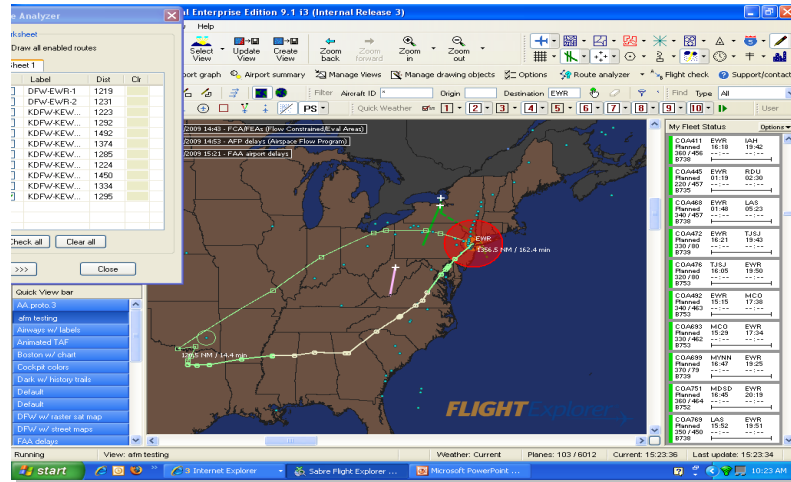 al Enterprise Edition 9.1 i3 (Internal Release 3)
e Analyzer
Help
rksheet
Draw all enabled routes
heet 1
Select View
Update View
Create View
Zoom back
Zoom forward
Zoom in
Zoom out
Label Dist Clr
DFW-EWR-1 1219
DFW-EWR-2 1231
KDFW-KEW... 1223
KDFW-KEW... 1292
KDFW-KEW... 1492
KDFW-KEW... 1374
KDFW-KEW... 1285
KDFW-KEW... 1224
KDFW-KEW... 1450
KDFW-KEW... 1334
KDFW-KEW... 1295
port graph Airport summary Manage Views Manage drawing objects Options Route analyzer Flight check Support/contact
Filter Aircraft ID Origin Destination EWR Find Type All
PS Quick Weather 1 2 3 4 5 6 7 8 9 10 User
/2009 14:43 - FCA/FEAs (Flow Constrained/Eval Areas)
/2009 14:53 - AFP delays (Airspace Flow Program)
/2009 15:21 - FAA airport delays
EWR
1356.5 NM / 162.4 min
NM / 14.4 min
FLIGHT Explorer
Check all Clear all
>>> Close
Quick View bar
AA proto.3
afm testing
Airways w/ labels
Animated TAF
Boston w/ chart
Cockpit colors
Dark w/ history trails
Default
Default
DFW w/ raster sat map
DFW w/ street maps
FAA delays
My Fleet Status Options
COA411 EWR IAH
Planned 16:18 19:42
360 / 456 --:-- --:--
B738
COA445 EWR RDU
Planned 01:19 02:30
220 / 457 --:-- --:--
B735
COA468 EWR LAS
Planned 01:48 05:23
340 / 457 --:-- --:--
B738
COA472 EWR TJSJ
Planned 16:21 19:43
330 / 80 --:-- --:--
B739
COA476 TJSJ EWR
Planned 16:05 19:50
320 / 80 --:-- --:--
B753
COA492 EWR MCO
Planned 15:15 17:38
340 / 463 --:-- --:--
B753
COA693 MCO EWR
Planned 15:29 17:34
330 / 462 --:-- --:--
B753
COA699 MYNN EWR
Planned 16:47 19:25
370 / 79 --:-- --:--
B739
COA751 MDSD EWR
Planned 16:45 20:19
360 / 464 --:-- --:--
B752
COA769 LAS EWR
Planned 15:52 19:51
350 / 450 --:-- --:--
B738
Running View: afm testing Weather: Current Planes: 103 / 6012 Current: 15:23:36 Last update: 15:23:34
start 3 Internet Explorer Sabre Flight Explorer ... Microsoft PowerPoint ... 10:23 AM